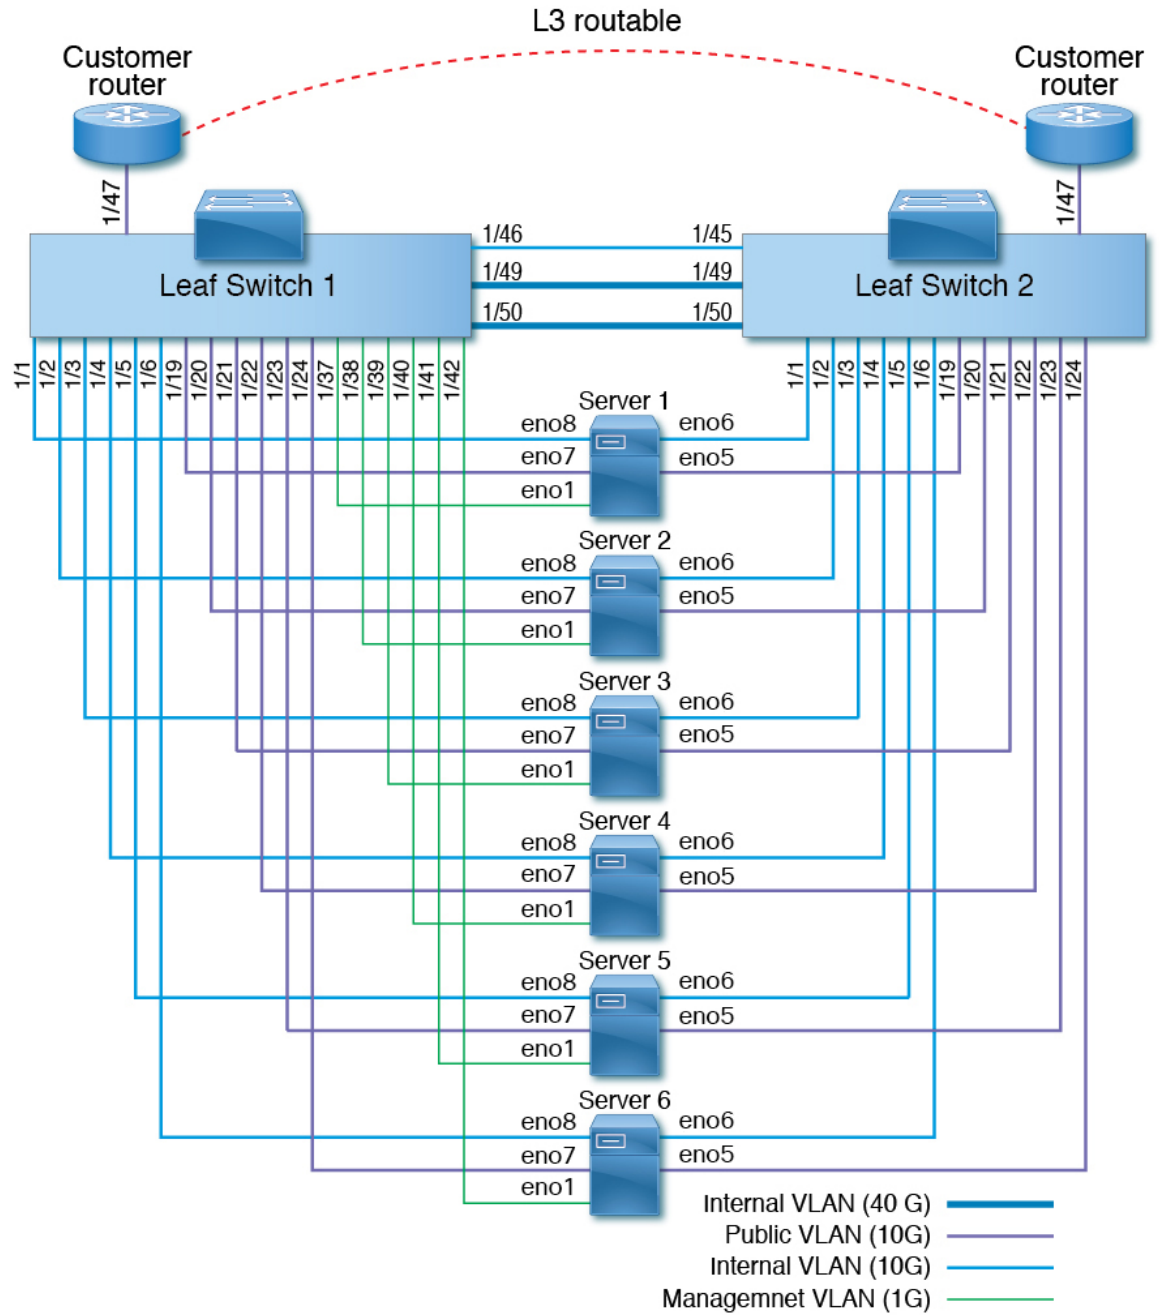 L3 routable
Customer
router
Customer
router
1/47
1/47
1/46
1/45
Leaf Switch 1
1/49
1/49
Leaf Switch 2
1/50
1/50
1/1
1/2
1/3
1/4
1/5
1/6
1/19
1/20
1/21
1/22
1/23
1/24
1/37
1/38
1/39
1/40
1/41
1/42
1/1
1/2
1/3
1/4
1/5
1/6
1/19
1/20
1/21
1/22
1/23
1/24
Server 1
eno8
eno6
eno7
eno5
eno1
Server 2
eno8
eno6
eno7
eno5
eno1
Server 3
eno8
eno6
eno7
eno5
eno1
Server 4
eno8
eno6
eno7
eno5
eno1
Server 5
eno8
eno6
eno7
eno5
eno1
Server 6
eno8
eno6
eno7
eno5
eno1
Internal VLAN (40 G)
Public VLAN (10G)
Internal VLAN (10G)
Managemnet VLAN (1G)